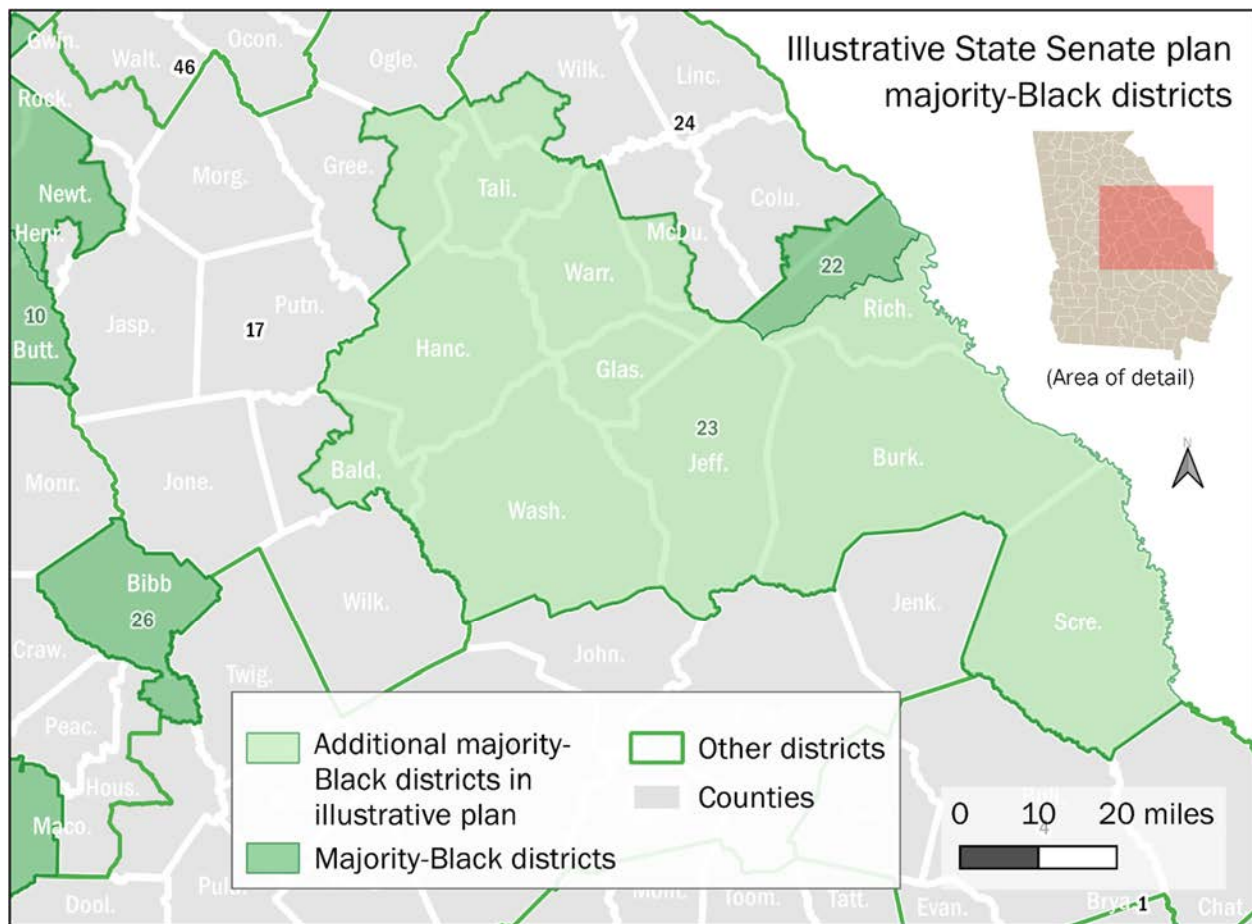 Illustrative State Senate plan
majority-Black districts
(Area of detail)
N
Gwin.
Walt.
46
Ocon.
Ogle.
Wilk.
Linc.
24
Rock.
Newt.
Morg.
Gree.
Tali.
McDu.
Colu.
Henr.
10
Butt.
Jasp.
Putn.
17
Hanc.
Warr.
22
Rich.
Glas.
23
Jeff.
Burk.
Monr.
Jone.
Bald.
Wash.
Bibb
26
Wilk.
Jenk.
Scre.
Craw.
Twig.
John.
Peac.
Hous.
Maco.
Dool.
Pula.
Mont.
Toom.
Tatt.
Evan.
4
Brya.
1
Chat.
Additional majority-
Black districts in
illustrative plan
Majority-Black districts
Other districts
Counties
0 10 20 miles